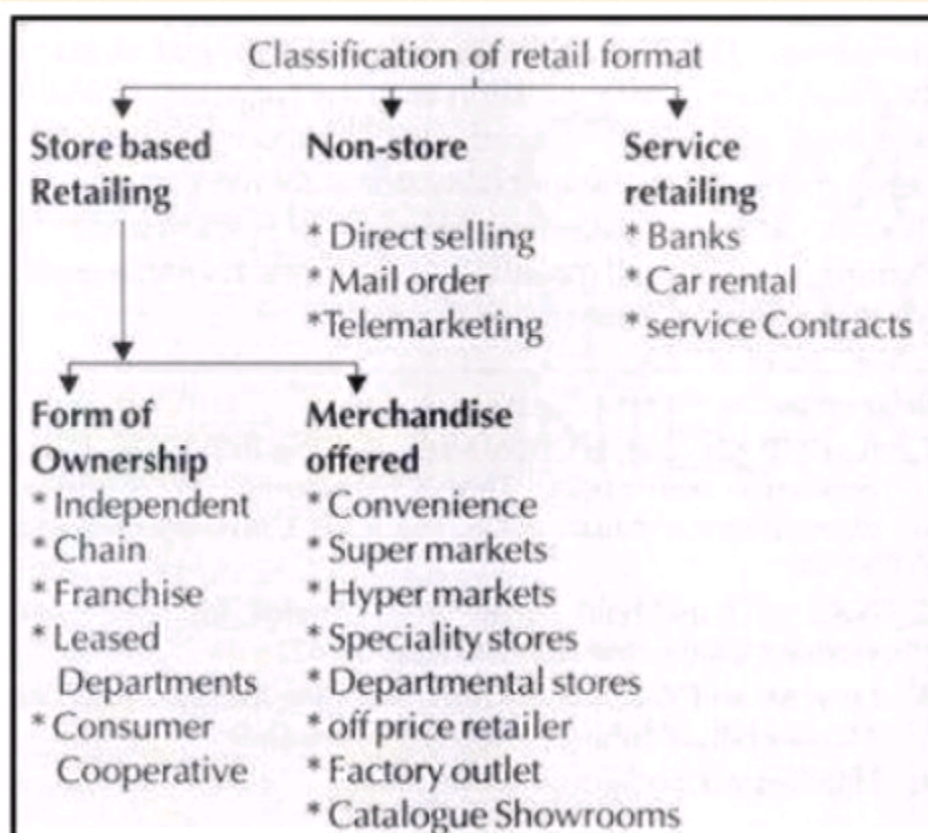 Classification of retail format
Store based
Retailing
Non-store
* Direct selling
* Mail order
*Telemarketing
Service
retailing
* Banks
* Car rental
* service Contracts
Form of
Ownership
* Independent
* Chain
* Franchise
* Leased
Departments
* Consumer
Cooperative
Merchandise
offered
* Convenience
* Super markets
* Hyper markets
* Speciality stores
* Departmental stores
* off price retailer
* Factory outlet
* Catalogue Showrooms